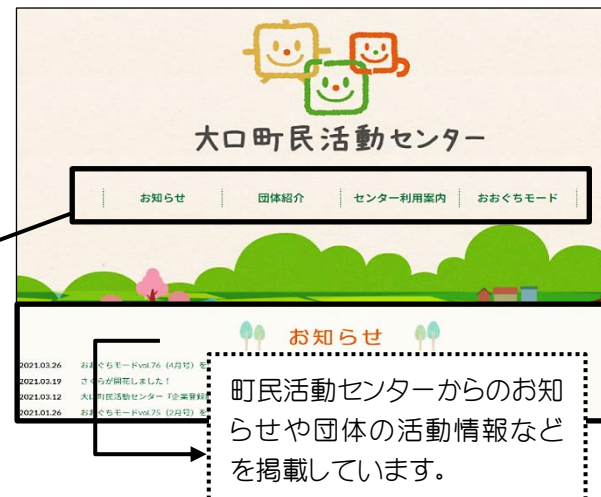 大口町民活動センター
お知らせ 団体紹介 センター利用案内 おおぐちモード
お知らせ
2021.03.26 おおぐちモードvol.76（4月号）を
2021.03.19 さくらが開花しました！
2021.03.12 大口町民活動センター『企業登録
2021.01.26 おおぐちモードvol.75（2月号）を
町民活動センターからのお知
らせや団体の活動情報など
を掲載しています。